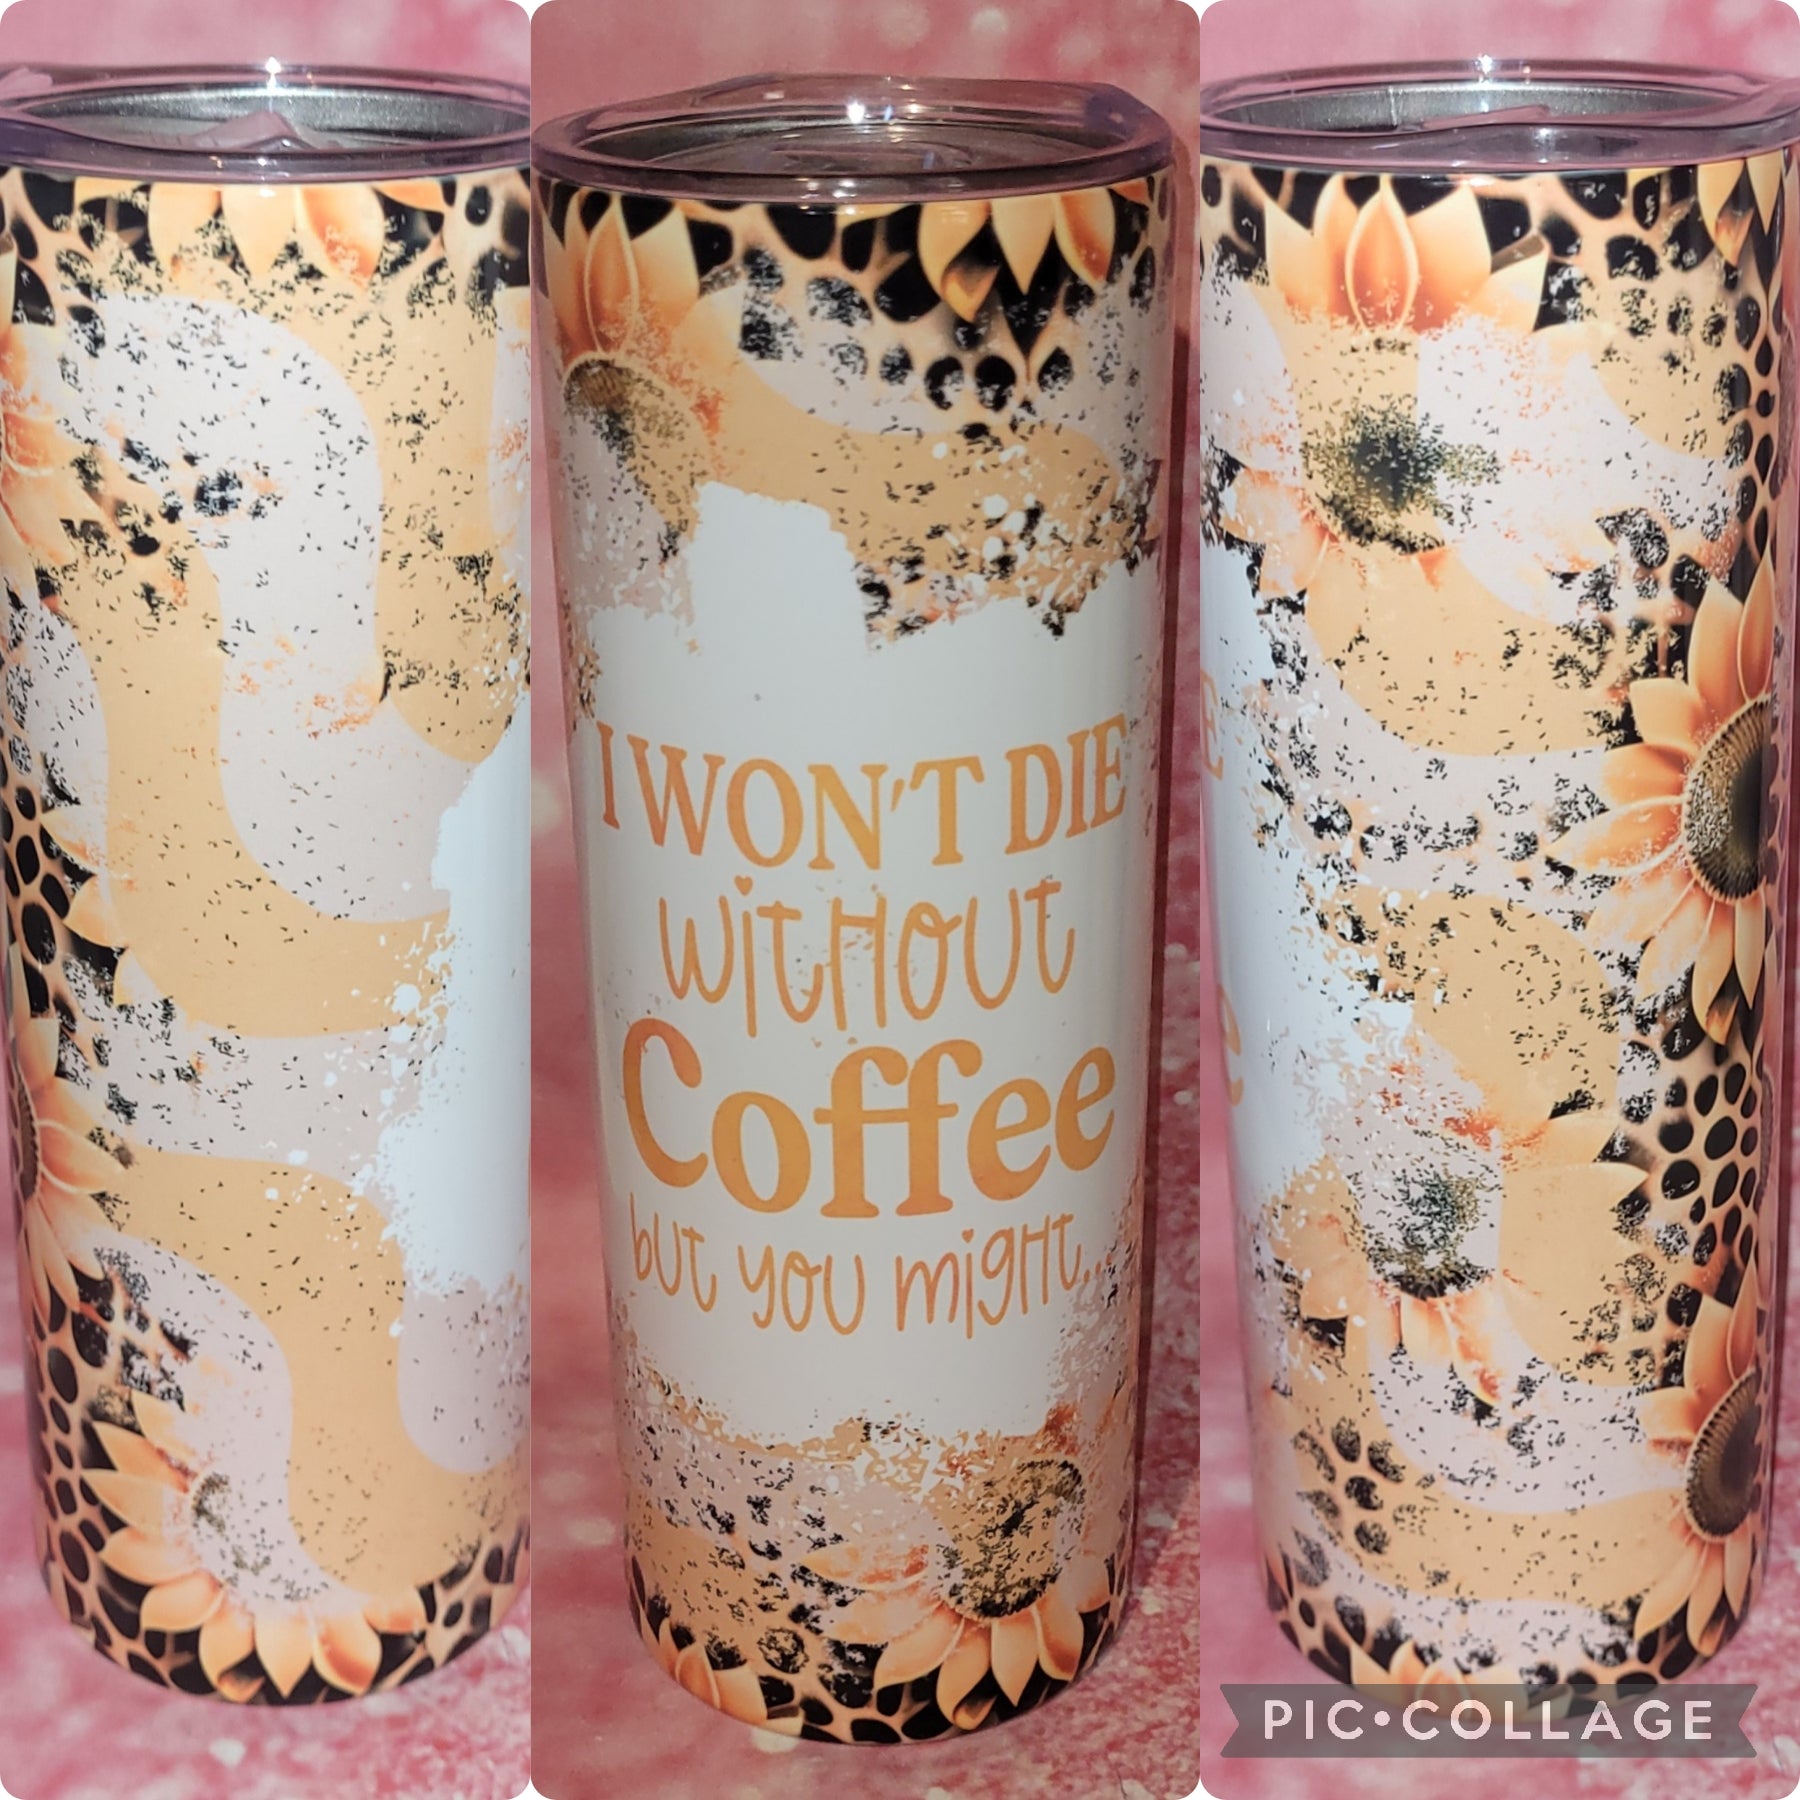 I WON'T DIE
WITHOUT
Coffee
but you might...
E
e
PIC•COLLAGE